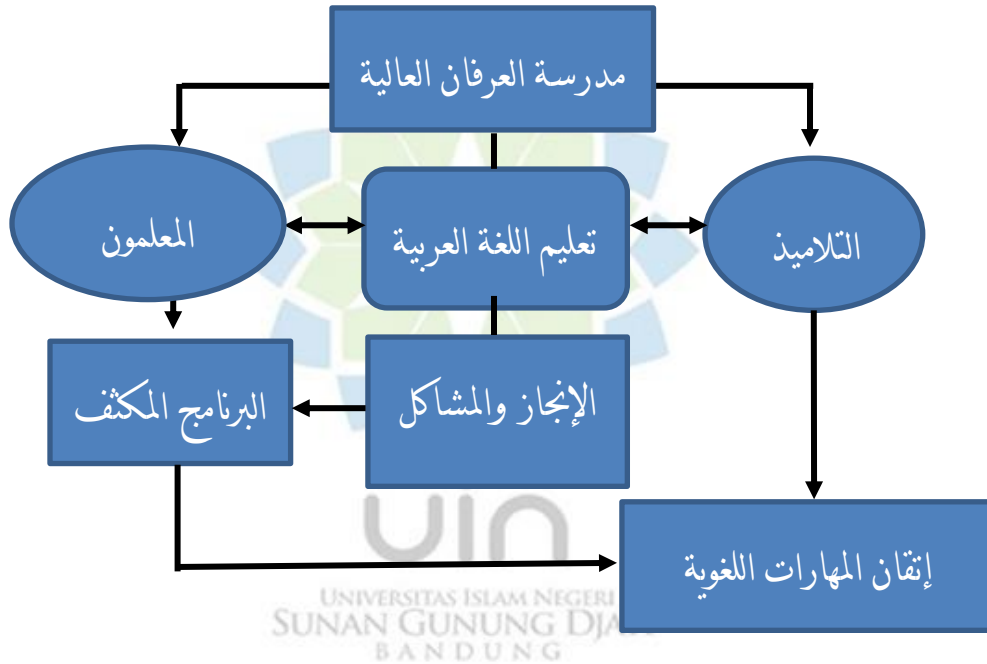 مدرسة العرفان العالية
التلاميذ
تعليم اللغة العربية
المعلمون
الإنجاز والمشاكل
البرنامج المكثف
إتقان المهارات اللغوية
uin
UNIVERSITAS ISLAM NEGERI
SUNAN GUNUNG
BANDUNG